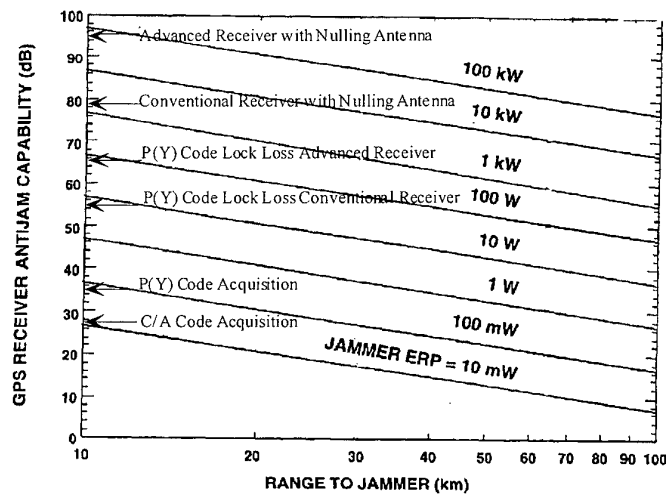 100
Advanced Receiver with Nulling Antenna
100 kW
90
10 kW
80
Conventional Receiver with Nulling Antenna
1 kW
70
P(Y) Code Lock Loss Advanced Receiver
100 W
60
P(Y) Code Lock Loss Conventional Receiver
10 W
50
40
1 W
P(Y) Code Acquisition
100 mW
30
C/A Code Acquisition
JAMMER ERP = 10 mW
20
10
0
GPS RECEIVER ANTIJAM CAPABILITY (dB)
10 20 30 40 50 60 70 80 90 100
RANGE TO JAMMER (km)